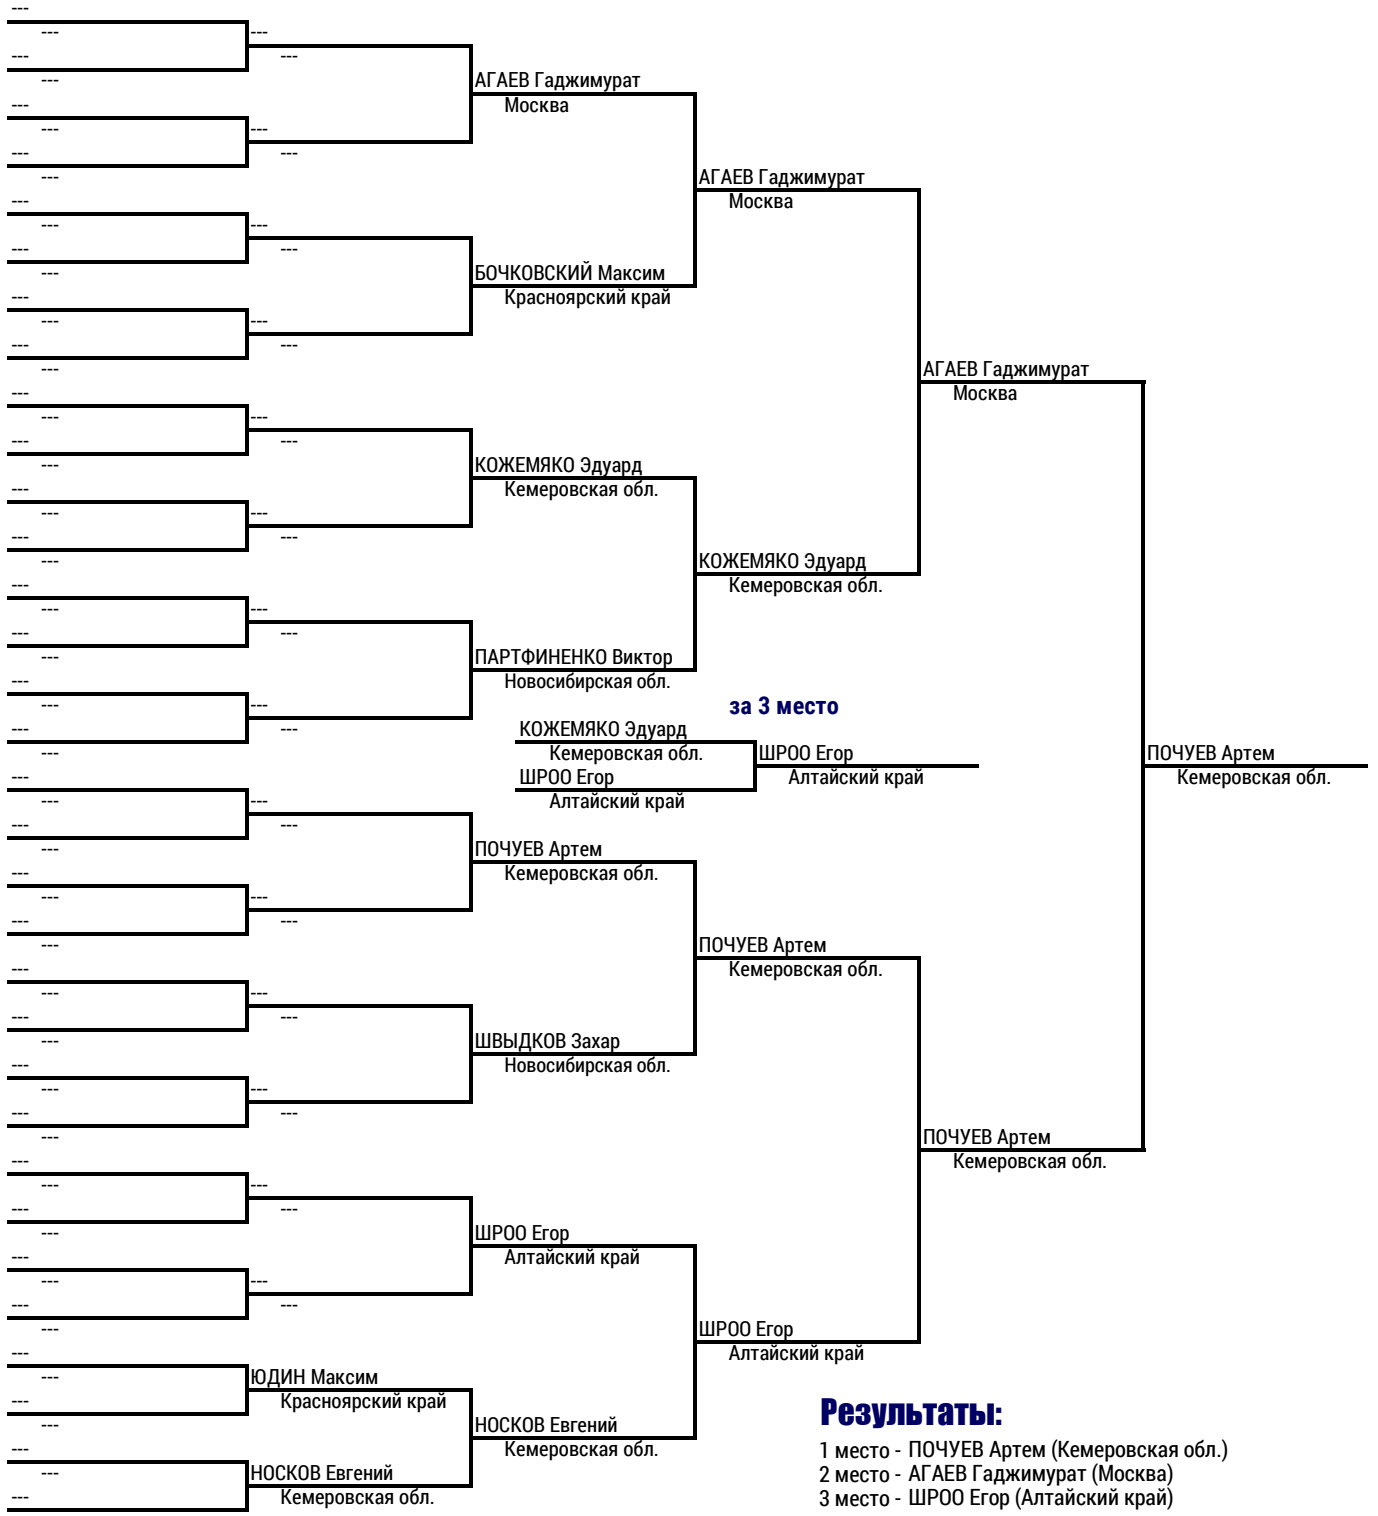 ---
--- ---
--- ---
--- АГАЕВ Гаджимурат
--- Москва
--- ---
--- ---
--- АГАЕВ Гаджимурат
--- Москва
--- ---
--- ---
--- БОЧКОВСКИЙ Максим
--- Красноярский край
--- ---
--- ---
--- АГАЕВ Гаджимурат
--- Москва
--- ---
--- ---
--- КОЖЕМЯКО Эдуард
--- Кемеровская обл.
--- ---
--- ---
--- КОЖЕМЯКО Эдуард
--- Кемеровская обл.
--- ---
--- ---
--- ПАРТФИНЕНКО Виктор
--- Новосибирская обл.
--- --- за 3 место
--- --- КОЖЕМЯКО Эдуард
--- Кемеровская обл. ШРОО Егор ПОЧУЕВ Артем
--- ШРОО Егор Алтайский край Кемеровская обл.
--- --- Алтайский край
--- ---
--- ПОЧУЕВ Артем
--- Кемеровская обл.
--- ---
--- ---
--- ПОЧУЕВ Артем
--- Кемеровская обл.
--- ---
--- ---
--- ШВЫДКОВ Захар
--- Новосибирская обл.
--- ---
--- ---
--- ПОЧУЕВ Артем
--- Кемеровская обл.
--- ---
--- ---
--- ШРОО Егор
--- Алтайский край
--- ---
--- ---
--- ШРОО Егор
--- Алтайский край
--- ЮДИН Максим
--- Красноярский край
Результаты:
--- НОСКОВ Евгений
--- Кемеровская обл.
1 место - ПОЧУЕВ Артем (Кемеровская обл.)
--- НОСКОВ Евгений
2 место - АГАЕВ Гаджимурат (Москва)
--- Кемеровская обл.
3 место - ШРОО Егор (Алтайский край)